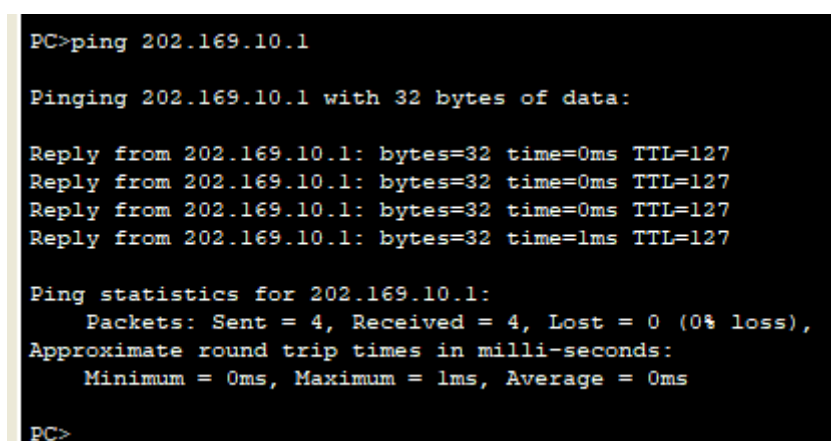 PC>ping 202.169.10.1
Pinging 202.169.10.1 with 32 bytes of data:
Reply from 202.169.10.1: bytes=32 time=0ms TTL=127
Reply from 202.169.10.1: bytes=32 time=0ms TTL=127
Reply from 202.169.10.1: bytes=32 time=0ms TTL=127
Reply from 202.169.10.1: bytes=32 time=1ms TTL=127
Ping statistics for 202.169.10.1:
Packets: Sent = 4, Received = 4, Lost = 0 (0% loss),
Approximate round trip times in milli-seconds:
Minimum = 0ms, Maximum = 1ms, Average = 0ms
PC>